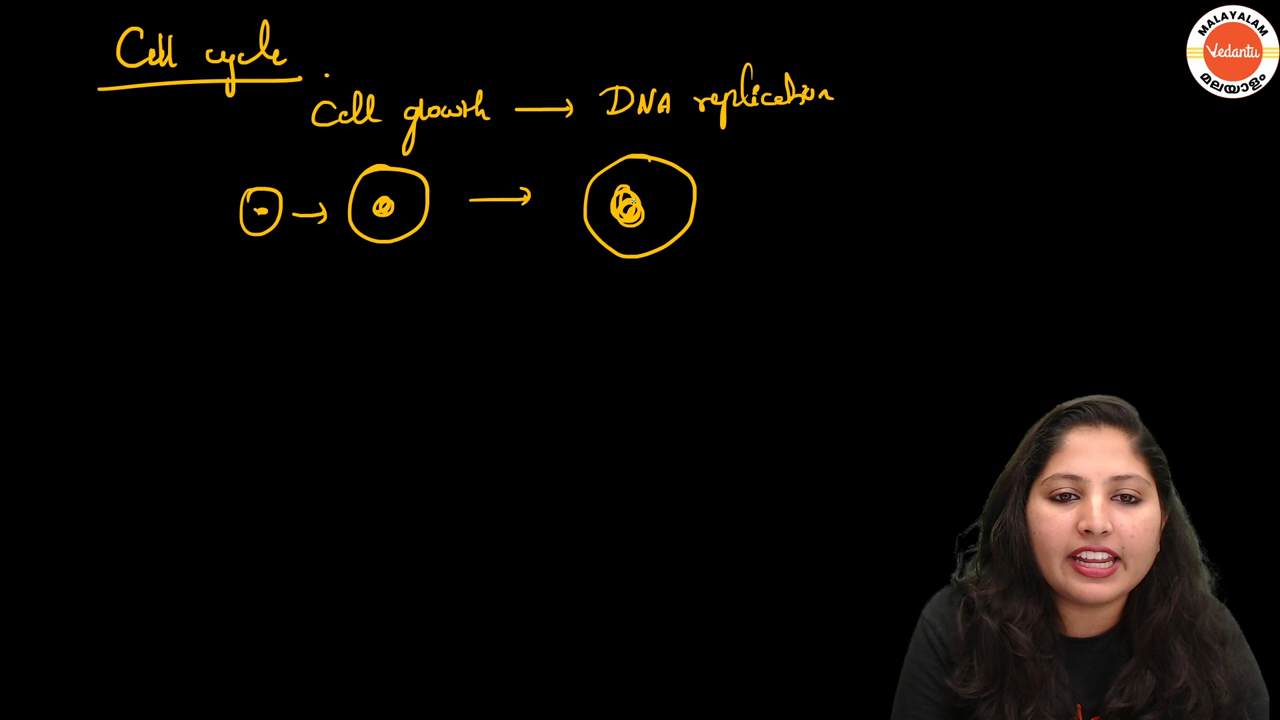 Cell cycle
Cell growth → DNA replication
MALAYALAM
Vedantu
മലയാളം